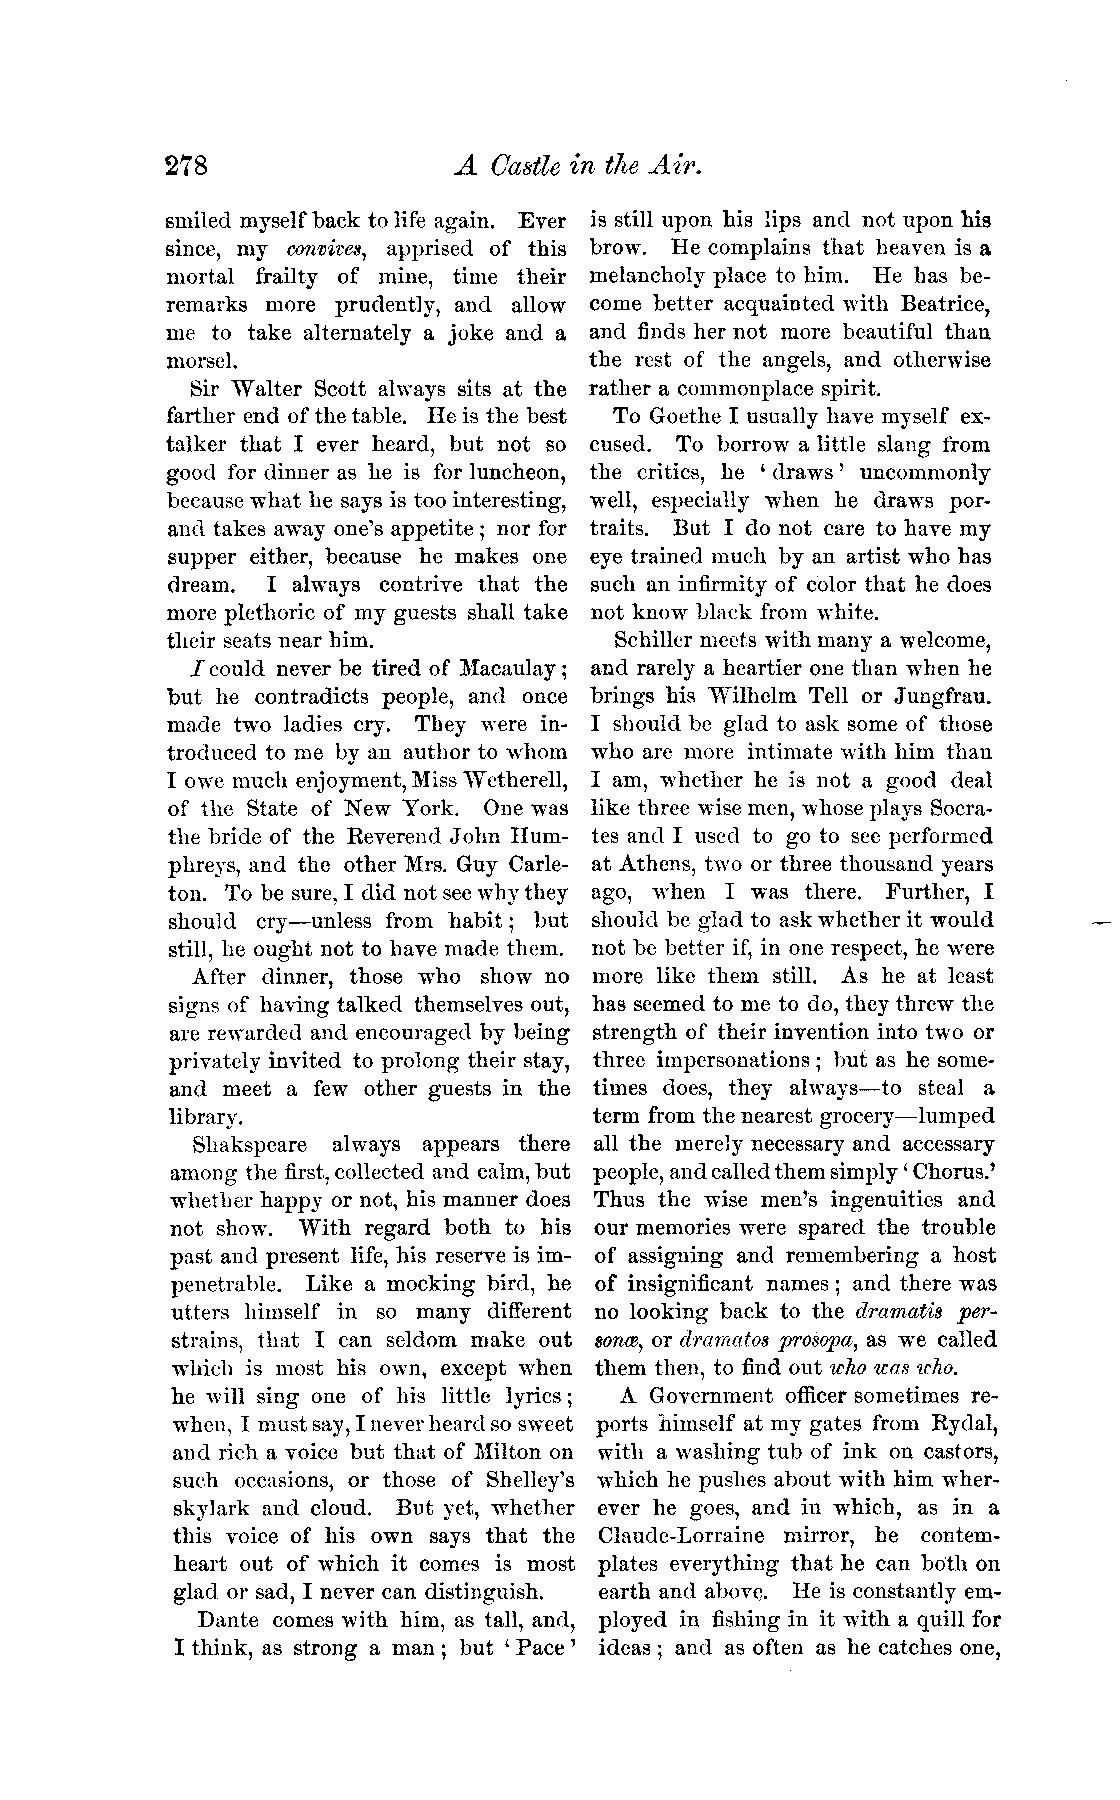 278
A Castle in the Air.
smiled myself back to life again. Ever
since, my convives, apprised of this
mortal frailty of mine, time their
remarks more prudently, and allow
me to take alternately a joke and a
morsel.
Sir Walter Scott always sits at the
farther end of the table. He is the best
talker that I ever heard, but not so
good for dinner as he is for luncheon,
because what he says is too interesting,
and takes away one's appetite; nor for
supper either, because he makes one
dream. I always contrive that the
more plethoric of my guests shall take
their seats near him.
I could never be tired of Macaulay;
but he contradicts people, and once
made two ladies cry. They were in-
troduced to me by an author to whom
I owe much enjoyment, Miss Wetherell,
of the State of New York. One was
the bride of the Reverend John Hum-
phreys, and the other Mrs. Guy Carle-
ton. To be sure, I did not see why they
should cry—unless from habit; but
still, he ought not to have made them.
After dinner, those who show no
signs of having talked themselves out,
are rewarded and encouraged by being
privately invited to prolong their stay,
and meet a few other guests in the
library.
Shakspeare always appears there
among the first, collected and calm, but
whether happy or not, his manner does
not show. With regard both to his
past and present life, his reserve is im-
penetrable. Like a mocking bird, he
utters himself in so many different
strains, that I can seldom make out
which is most his own, except when
he will sing one of his little lyrics;
when, I must say, I never heard so sweet
and rich a voice but that of Milton on
such occasions, or those of Shelley's
skylark and cloud. But yet, whether
this voice of his own says that the
heart out of which it comes is most
glad or sad, I never can distinguish.
Dante comes with him, as tall, and,
I think, as strong a man; but 'Pace'
is still upon his lips and not upon his
brow. He complains that heaven is a
melancholy place to him. He has be-
come better acquainted with Beatrice,
and finds her not more beautiful than
the rest of the angels, and otherwise
rather a commonplace spirit.
To Goethe I usually have myself ex-
cused. To borrow a little slang from
the critics, he 'draws' uncommonly
well, especially when he draws por-
traits. But I do not care to have my
eye trained much by an artist who has
such an infirmity of color that he does
not know black from white.
Schiller meets with many a welcome,
and rarely a heartier one than when he
brings his Wilhelm Tell or Jungfrau.
I should be glad to ask some of those
who are more intimate with him than
I am, whether he is not a good deal
like three wise men, whose plays Socra-
tes and I used to go to see performed
at Athens, two or three thousand years
ago, when I was there. Further, I
should be glad to ask whether it would
not be better if, in one respect, he were
more like them still. As he at least
has seemed to me to do, they threw the
strength of their invention into two or
three impersonations; but as he some-
times does, they always—to steal a
term from the nearest grocery—lumped
all the merely necessary and accessary
people, and called them simply 'Chorus.'
Thus the wise men's ingenuities and
our memories were spared the trouble
of assigning and remembering a host
of insignificant names; and there was
no looking back to the dramatis per-
sonæ, or dramatos prosopa, as we called
them then, to find out who was who.
A Government officer sometimes re-
ports himself at my gates from Rydal,
with a washing tub of ink on castors,
which he pushes about with him wher-
ever he goes, and in which, as in a
Claude-Lorraine mirror, he contem-
plates everything that he can both on
earth and above. He is constantly em-
ployed in fishing in it with a quill for
ideas; and as often as he catches one,